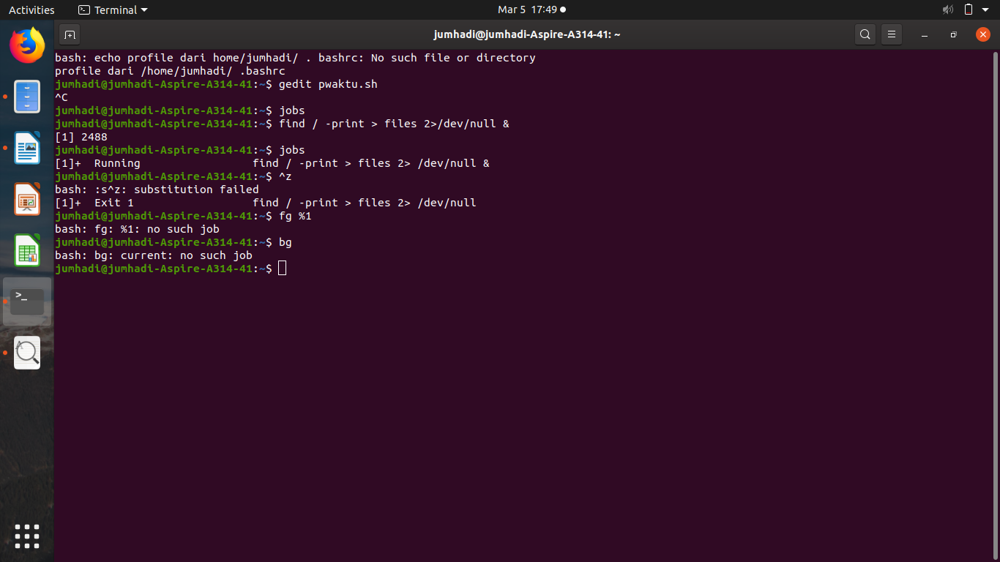 Activities
Terminal
Mar 5 17:49
jumhadi@jumhadi-Aspire-A314-41: ~
bash: echo profile dari home/jumhadi/ . bashrc: No such file or directory
profile dari /home/jumhadi/ .bashrc
jumhadi@jumhadi-Aspire-A314-41:~$ gedit pwaktu.sh
^C
jumhadi@jumhadi-Aspire-A314-41:~$ jobs
jumhadi@jumhadi-Aspire-A314-41:~$ find / -print > files 2>/dev/null &
[1] 2488
jumhadi@jumhadi-Aspire-A314-41:~$ jobs
[1]+  Running                 find / -print > files 2> /dev/null &
jumhadi@jumhadi-Aspire-A314-41:~$ ^z
bash: :s^z: substitution failed
[1]+  Exit 1                  find / -print > files 2> /dev/null
jumhadi@jumhadi-Aspire-A314-41:~$ fg %1
bash: fg: %1: no such job
jumhadi@jumhadi-Aspire-A314-41:~$ bg
bash: bg: current: no such job
jumhadi@jumhadi-Aspire-A314-41:~$